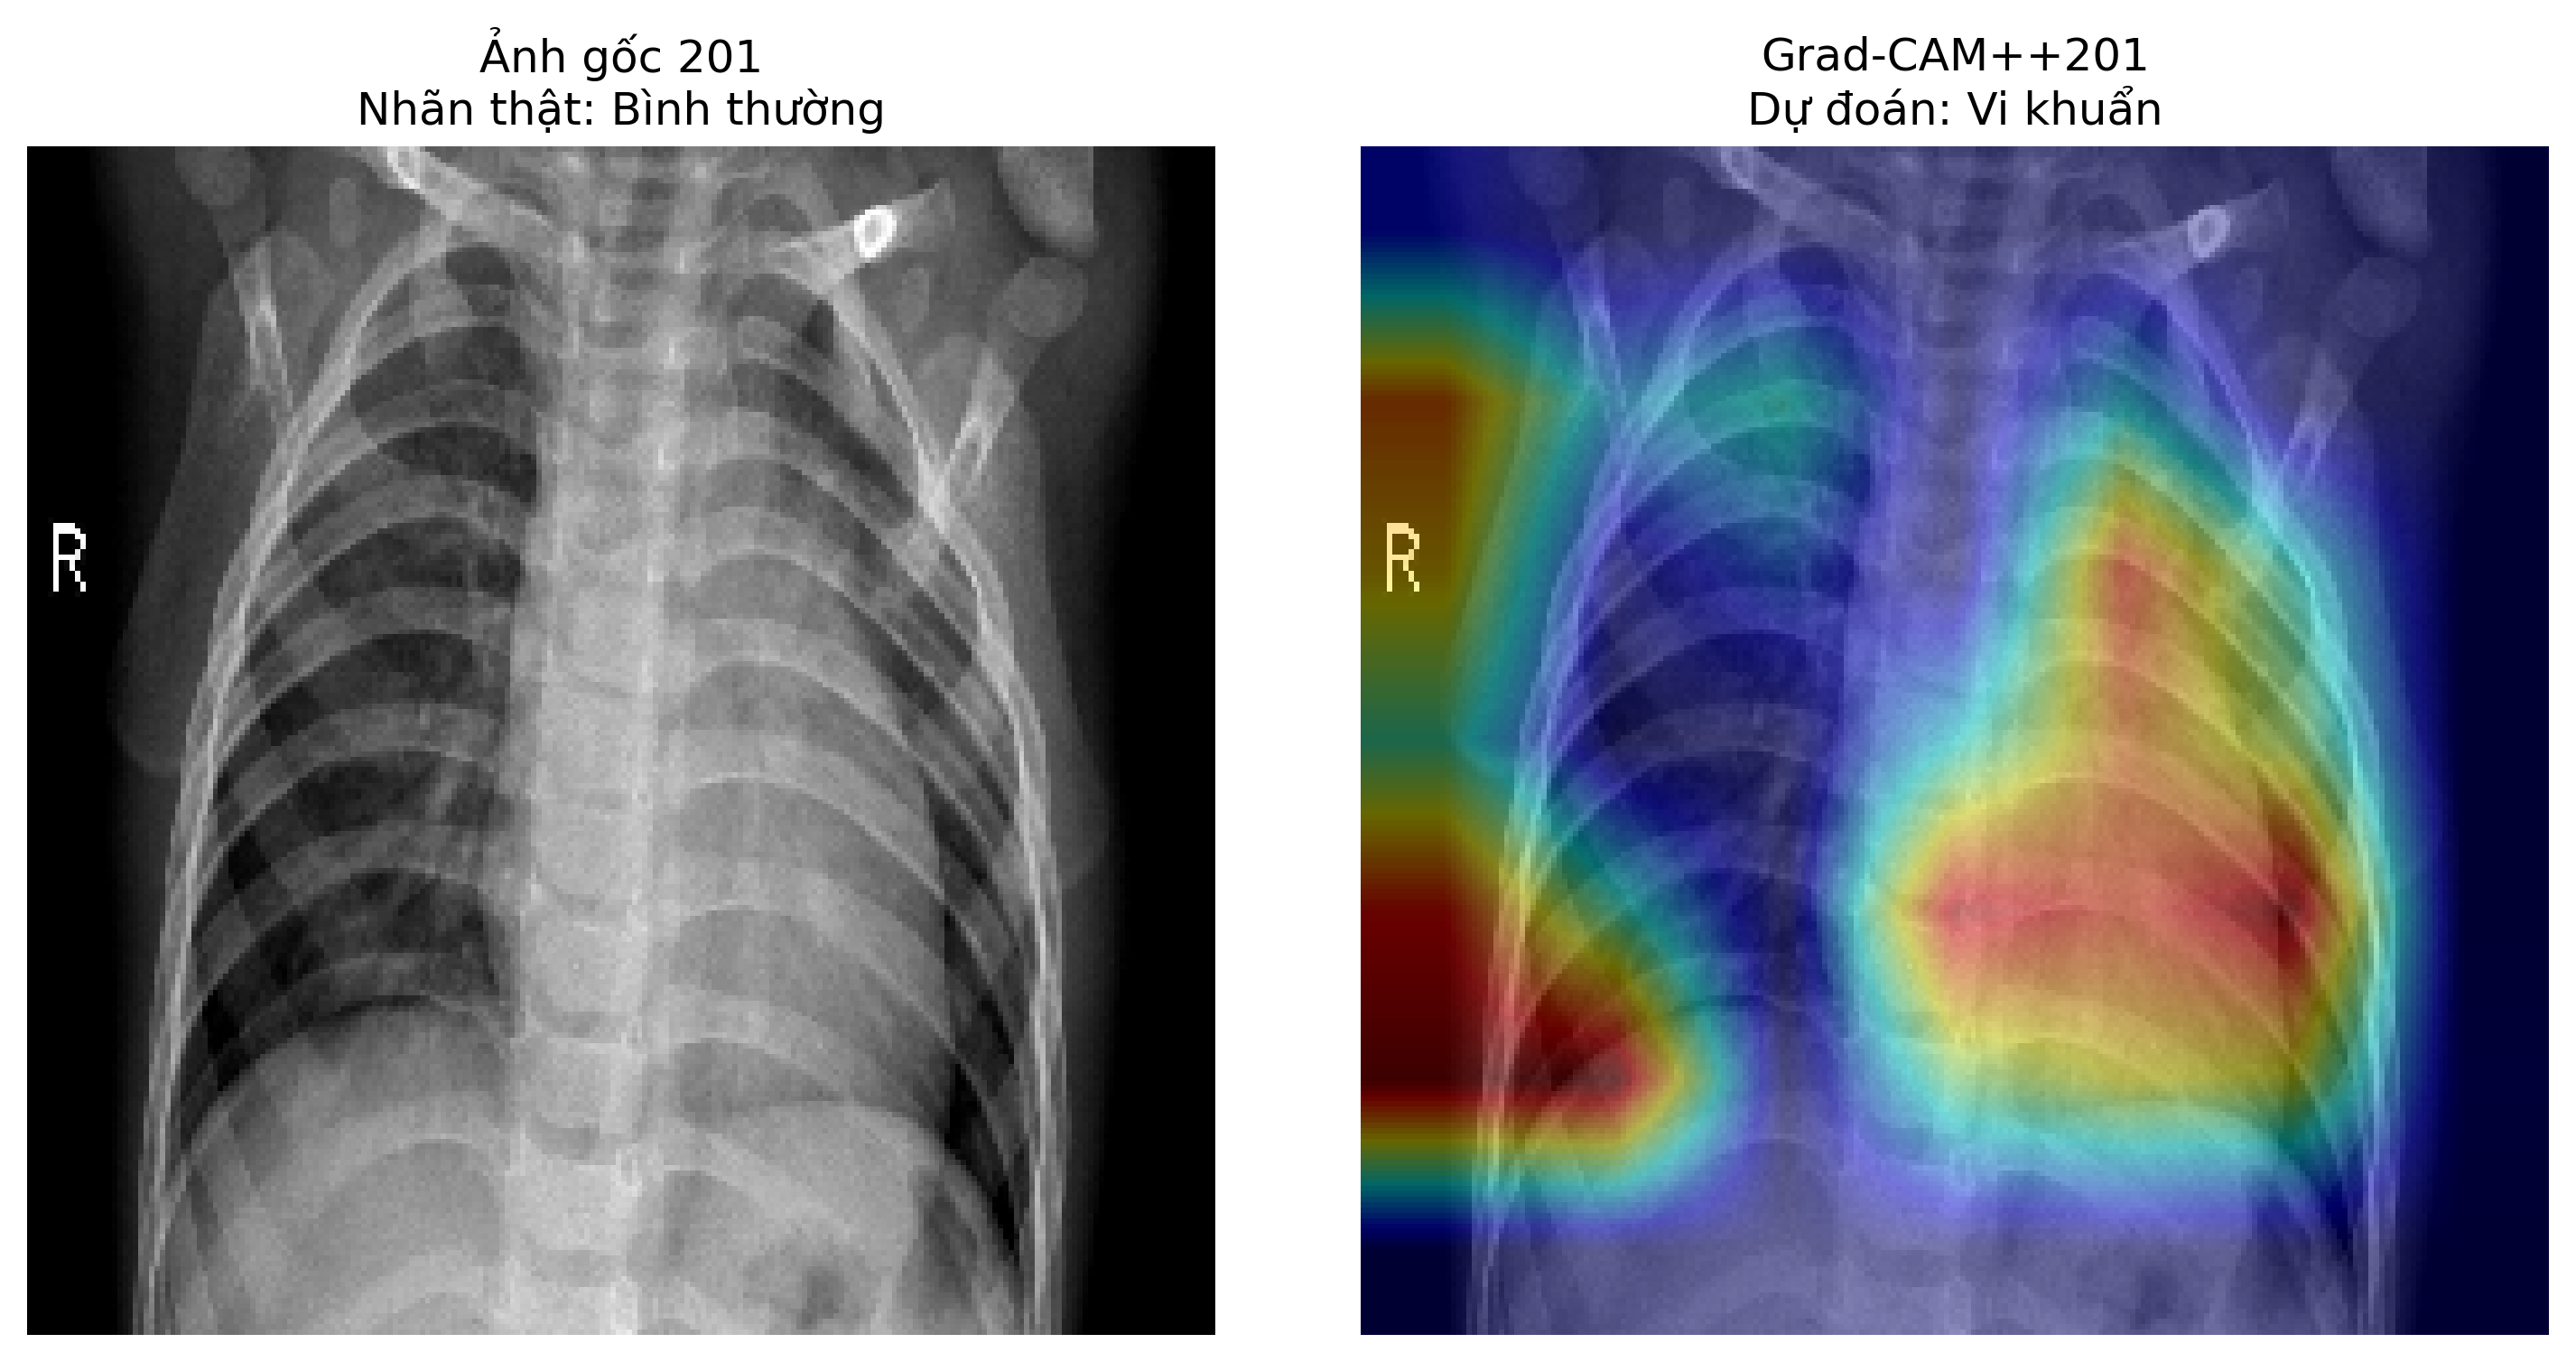 Ảnh gốc 201
Nhãn thật: Bình thường
Grad-CAM++201
Dự đoán: Vi khuẩn
R
R